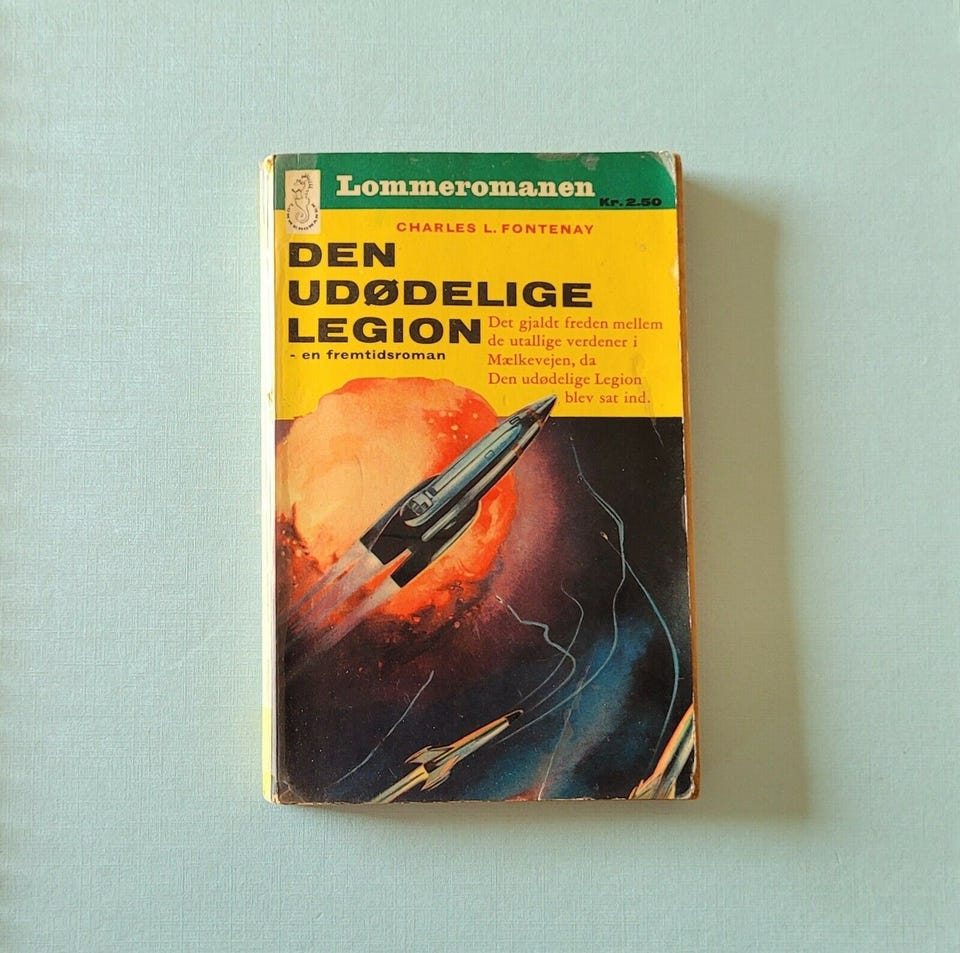 Lommeromanen
LOMMEROMANEN
Kr. 2.50
CHARLES L. FONTENAY
DEN
UDØDELIGE
LEGION
- en fremtidsroman
Det gjaldt freden mellem
de utallige verdener i
Mælkevejen, da
Den udødelige Legion
blev sat ind.